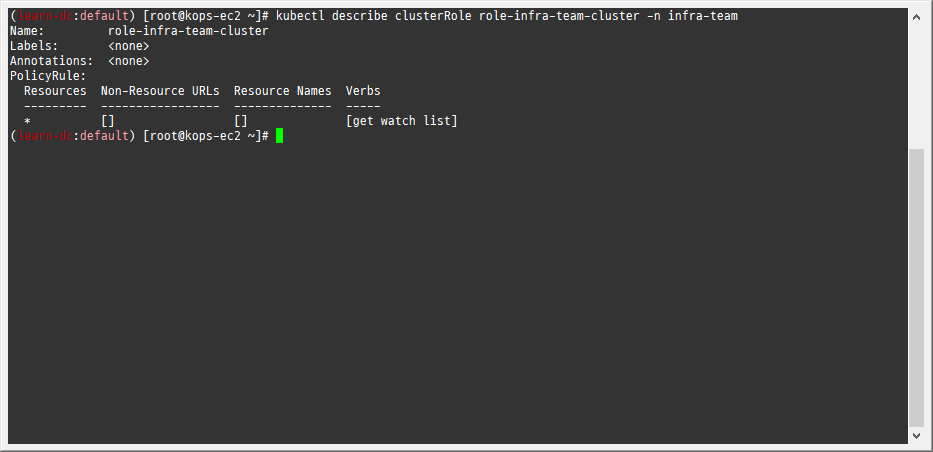 (learn-dt:default) [root@kops-ec2 ~]# kubectl describe clusterRole role-infra-team-cluster -n infra-team
Name:         role-infra-team-cluster
Labels:       <none>
Annotations:  <none>
PolicyRule:
  Resources  Non-Resource URLs  Resource Names  Verbs
  ---------  -----------------  --------------  -----
  *          []                 []              [get watch list]
(learn-dt:default) [root@kops-ec2 ~]#